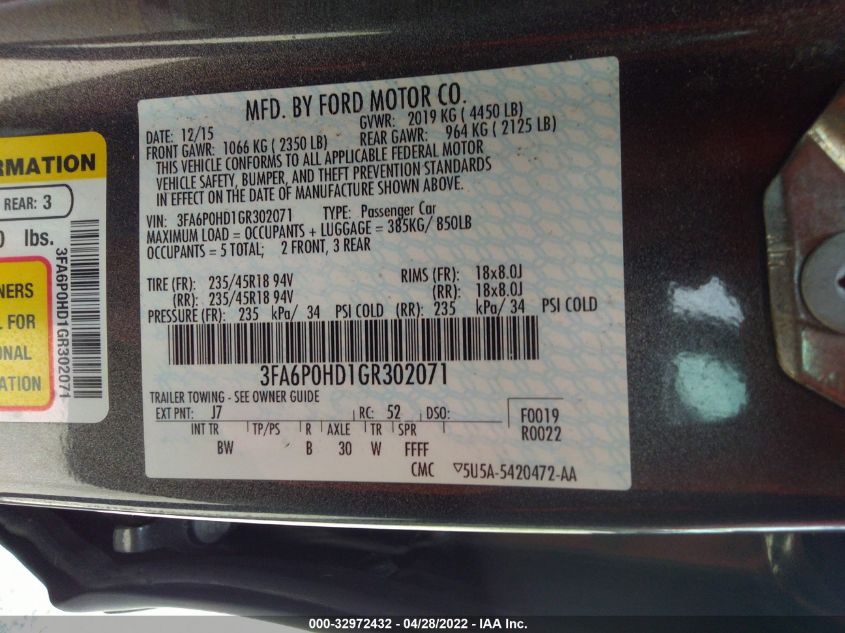 MFD. BY FORD MOTOR CO.
DATE: 12/15 GVWR: 2019 KG ( 4450 LB)
FRONT GAWR: 1066 KG ( 2350 LB) REAR GAWR: 964 KG ( 2125 LB)
THIS VEHICLE CONFORMS TO ALL APPLICABLE FEDERAL MOTOR
VEHICLE SAFETY, BUMPER, AND THEFT PREVENTION STANDARDS
IN EFFECT ON THE DATE OF MANUFACTURE SHOWN ABOVE.
VIN: 3FA6P0HD1GR302071 TYPE: Passenger Car
MAXIMUM LOAD = OCCUPANTS + LUGGAGE = 385KG/ 850LB
OCCUPANTS = 5 TOTAL; 2 FRONT, 3 REAR
TIRE (FR): 235/45R18 94V RIMS (FR): 18x8.0J
(RR): 235/45R18 94V (RR): 18x8.0J
PRESSURE (FR): 235 kPa/ 34 PSI COLD (RR): 235 kPa/ 34 PSI COLD
3FA6P0HD1GR302071
TRAILER TOWING - SEE OWNER GUIDE
EXT PNT: J7 RC: 52 DSO:
F0019
R0022
INT TR TP/PS R AXLE TR SPR
BW B 30 W FFFF
CMC ▽5U5A-5420472-AA
RMATION
REAR: 3
0 lbs.
NERS
L FOR
ONAL
ATION
3FA6P0HD1GR302071
000-32972432 - 04/28/2022 - IAA Inc.